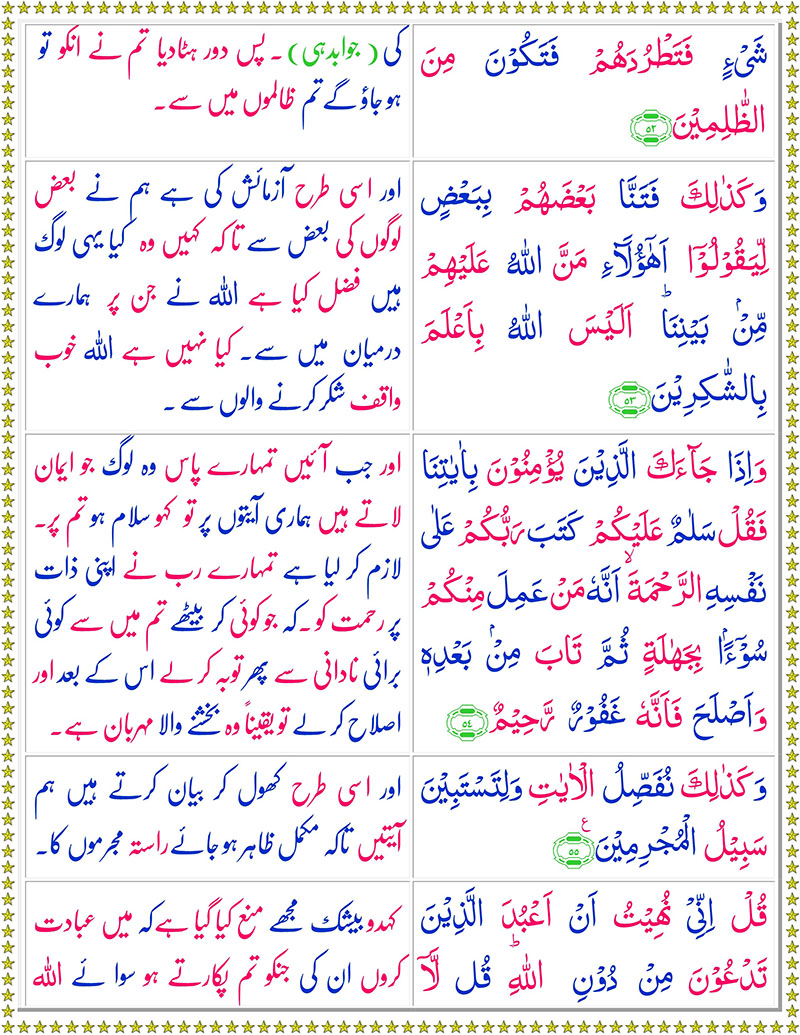 شَىْءٍ فَتَطْرُدَهُمْ فَتَكُوْنَ مِنَ
الظّٰلِمِيْنَ ٥٢
کی (جوابدہی)۔ پس دور ہٹادیا تم نے انکو تو
ہوجاؤ گے تم ظالموں میں سے۔
وَكَذٰلِكَ فَتَنَّا بَعْضَهُمْ بِبَعْضٍ
لِّيَقُوْلُوْۤا اَهٰٓؤُلَآءِ مَنَّ اللهُ عَلَيْهِمْ
مِّنْۢ بَيْنِنَا ؕ اَلَيْسَ اللهُ بِاَعْلَمَ
بِالشّٰكِرِيْنَ ٥٣
اور اسی طرح آزمائش کی ہے ہم نے بعض
لوگوں کی بعض سے تاکہ کہیں وہ کیا یہی لوگ
ہیں فضل کیا ہے اللہ نے جن پر ہمارے
درمیان میں سے۔ کیا نہیں ہے اللہ خوب
واقف شکر کرنے والوں سے ۔
وَاِذَا جَآءَكَ الَّذِيْنَ يُؤْمِنُوْنَ بِاٰيٰتِنَا
فَقُلْ سَلٰمٌ عَلَيْكُمْ كَتَبَ رَبُّكُمْ عَلٰى
نَفْسِهِ الرَّحْمَةَ ۙ اَنَّهٗ مَنْ عَمِلَ مِنْكُمْ
سُوْٓءًۢا بِجَهَالَةٍ ثُمَّ تَابَ مِنْۢ بَعْدِهٖ
وَاَصْلَحَ فَاَنَّهٗ غَفُوْرٌ رَّحِيْمٌ ٥٤
اور جب آئیں تمہارے پاس وہ لوگ جو ایمان
لاتے ہیں ہماری آیتوں پر تو کہو سلام ہو تم پر۔
لازم کر لیا ہے تمہارے رب نے اپنی ذات
پر رحمت کو۔ کہ جو کوئی کر بیٹھے تم میں سے کوئی
برائی نادانی سے پھر توبہ کر لے اس کے بعد اور
اصلاح کر لے تو یقیناً وہ بخشنے والا مہربان ہے۔
وَكَذٰلِكَ نُفَصِّلُ الْاٰيٰتِ وَلِتَسْتَبِيْنَ
سَبِيْلُ الْمُجْرِمِيْنَ ٥٥ ع
اور اسی طرح کھول کر بیان کرتے ہیں ہم
آیتیں تاکہ مکمل ظاہر ہوجائے راستہ مجرموں کا۔
قُلْ اِنِّىْ نُهِيْتُ اَنْ اَعْبُدَ الَّذِيْنَ
تَدْعُوْنَ مِنْ دُوْنِ اللهِ ؕ قُل لَّاۤ
کہدو بیشک مجھے منع کیا گیا ہے کہ میں عبادت
کروں ان کی جنکو تم پکارتے ہو سوائے اللہ